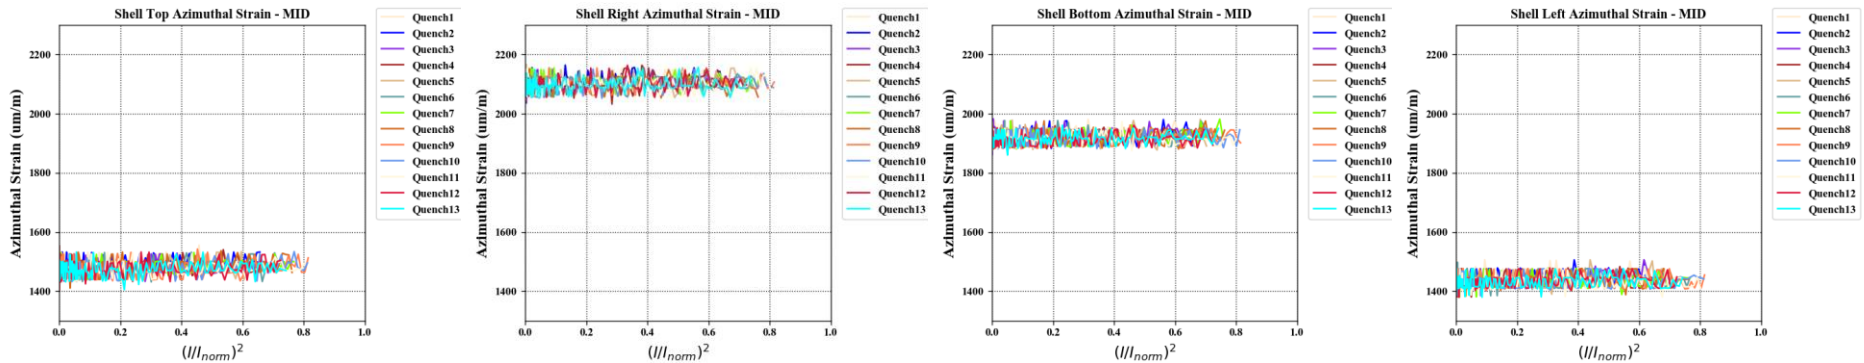 Shell Top Azimuthal Strain - MID
Azimuthal Strain (um/m)
2200
2000
1800
1600
1400
0.0 0.2 0.4 0.6 0.8 1.0
(I/I_norm)^2
Quench1
Quench2
Quench3
Quench4
Quench5
Quench6
Quench7
Quench8
Quench9
Quench10
Quench11
Quench12
Quench13
Shell Right Azimuthal Strain - MID
Azimuthal Strain (um/m)
2200
2000
1800
1600
1400
0.0 0.2 0.4 0.6 0.8 1.0
(I/I_norm)^2
Quench1
Quench2
Quench3
Quench4
Quench5
Quench6
Quench7
Quench8
Quench9
Quench10
Quench11
Quench12
Quench13
Shell Bottom Azimuthal Strain - MID
Azimuthal Strain (um/m)
2200
2000
1800
1600
1400
0.0 0.2 0.4 0.6 0.8 1.0
(I/I_norm)^2
Quench1
Quench2
Quench3
Quench4
Quench5
Quench6
Quench7
Quench8
Quench9
Quench10
Quench11
Quench12
Quench13
Shell Left Azimuthal Strain - MID
Azimuthal Strain (um/m)
2200
2000
1800
1600
1400
0.0 0.2 0.4 0.6 0.8 1.0
(I/I_norm)^2
Quench1
Quench2
Quench3
Quench4
Quench5
Quench6
Quench7
Quench8
Quench9
Quench10
Quench11
Quench12
Quench13